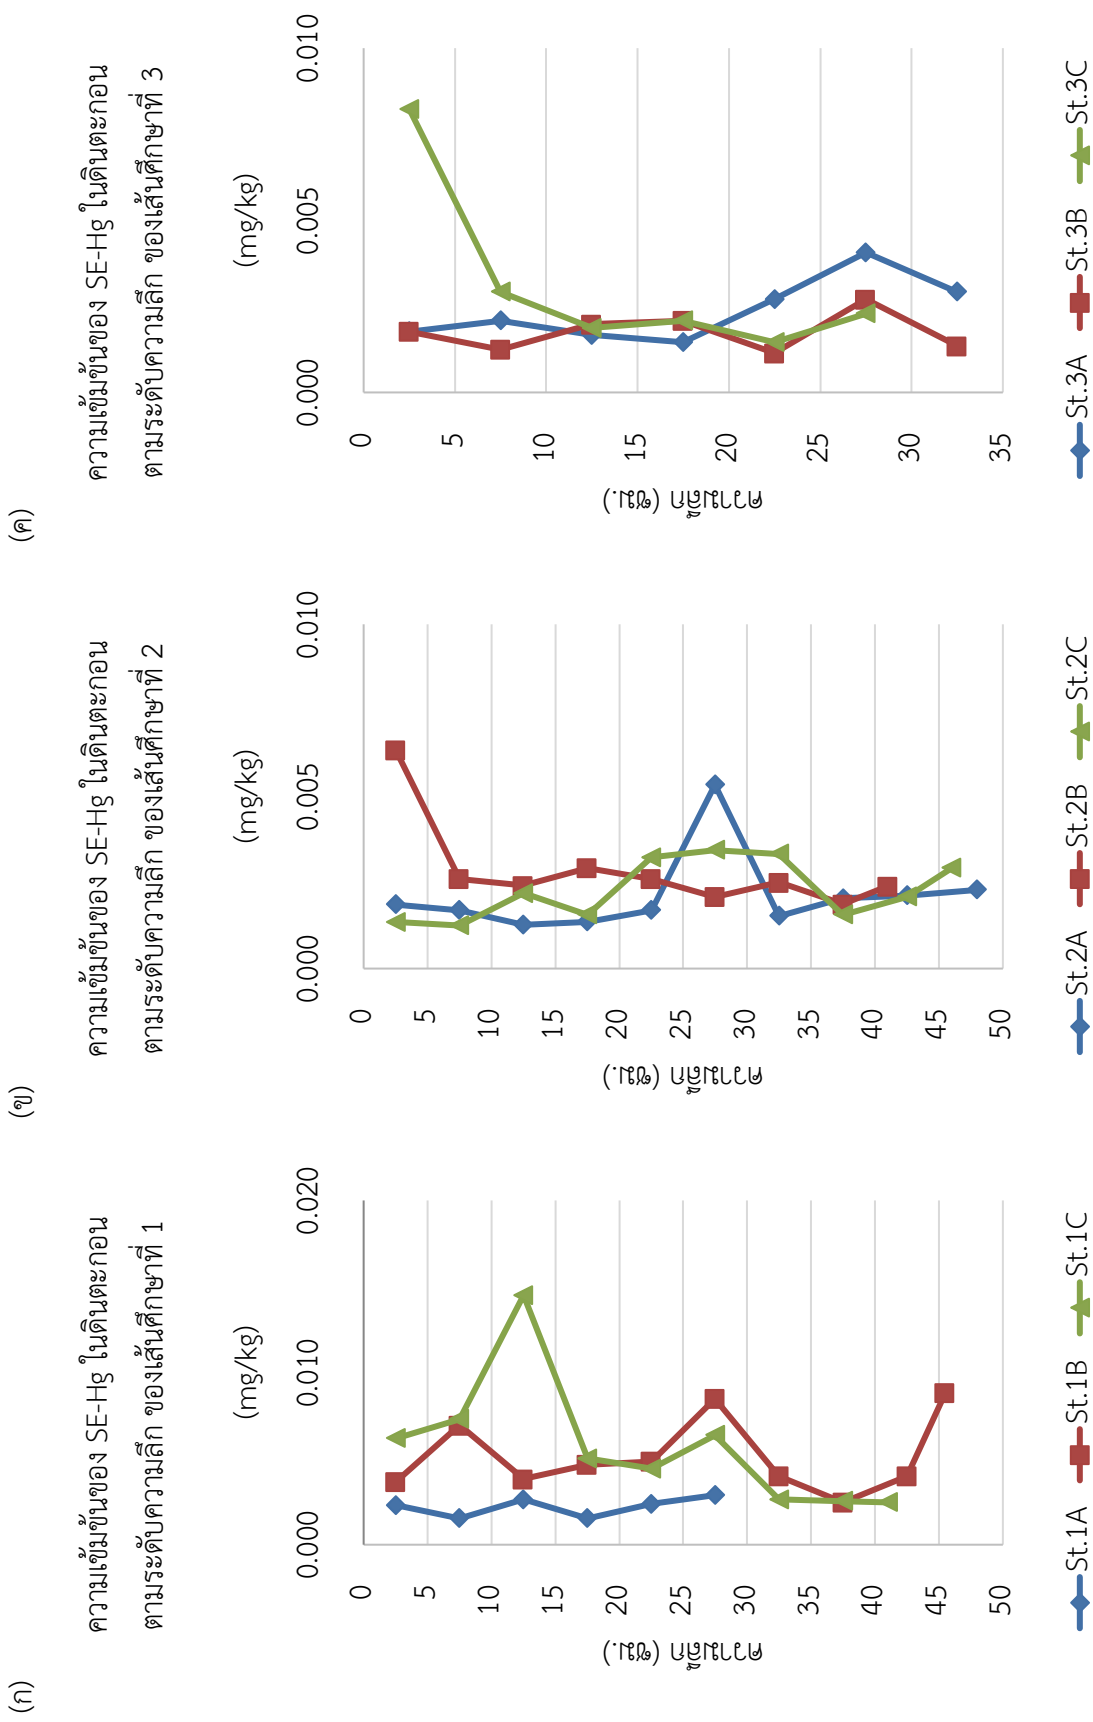 (ก)
ความเข้มข้นของ SE-Hg ในดินตะกอน
ตามระดับความลึก ของเส้นศึกษาที่ 1
(mg/kg)
0.000 0.010 0.020
0
5
10
15
20
25
30
35
40
45
50
ความลึก (ซม.)
St.1A St.1B St.1C
(ข)
ความเข้มข้นของ SE-Hg ในดินตะกอน
ตามระดับความลึก ของเส้นศึกษาที่ 2
(mg/kg)
0.000 0.005 0.010
0
5
10
15
20
25
30
35
40
45
50
ความลึก (ซม.)
St.2A St.2B St.2C
(ค)
ความเข้มข้นของ SE-Hg ในดินตะกอน
ตามระดับความลึก ของเส้นศึกษาที่ 3
(mg/kg)
0.000 0.005 0.010
0
5
10
15
20
25
30
35
ความลึก (ซม.)
St.3A St.3B St.3C